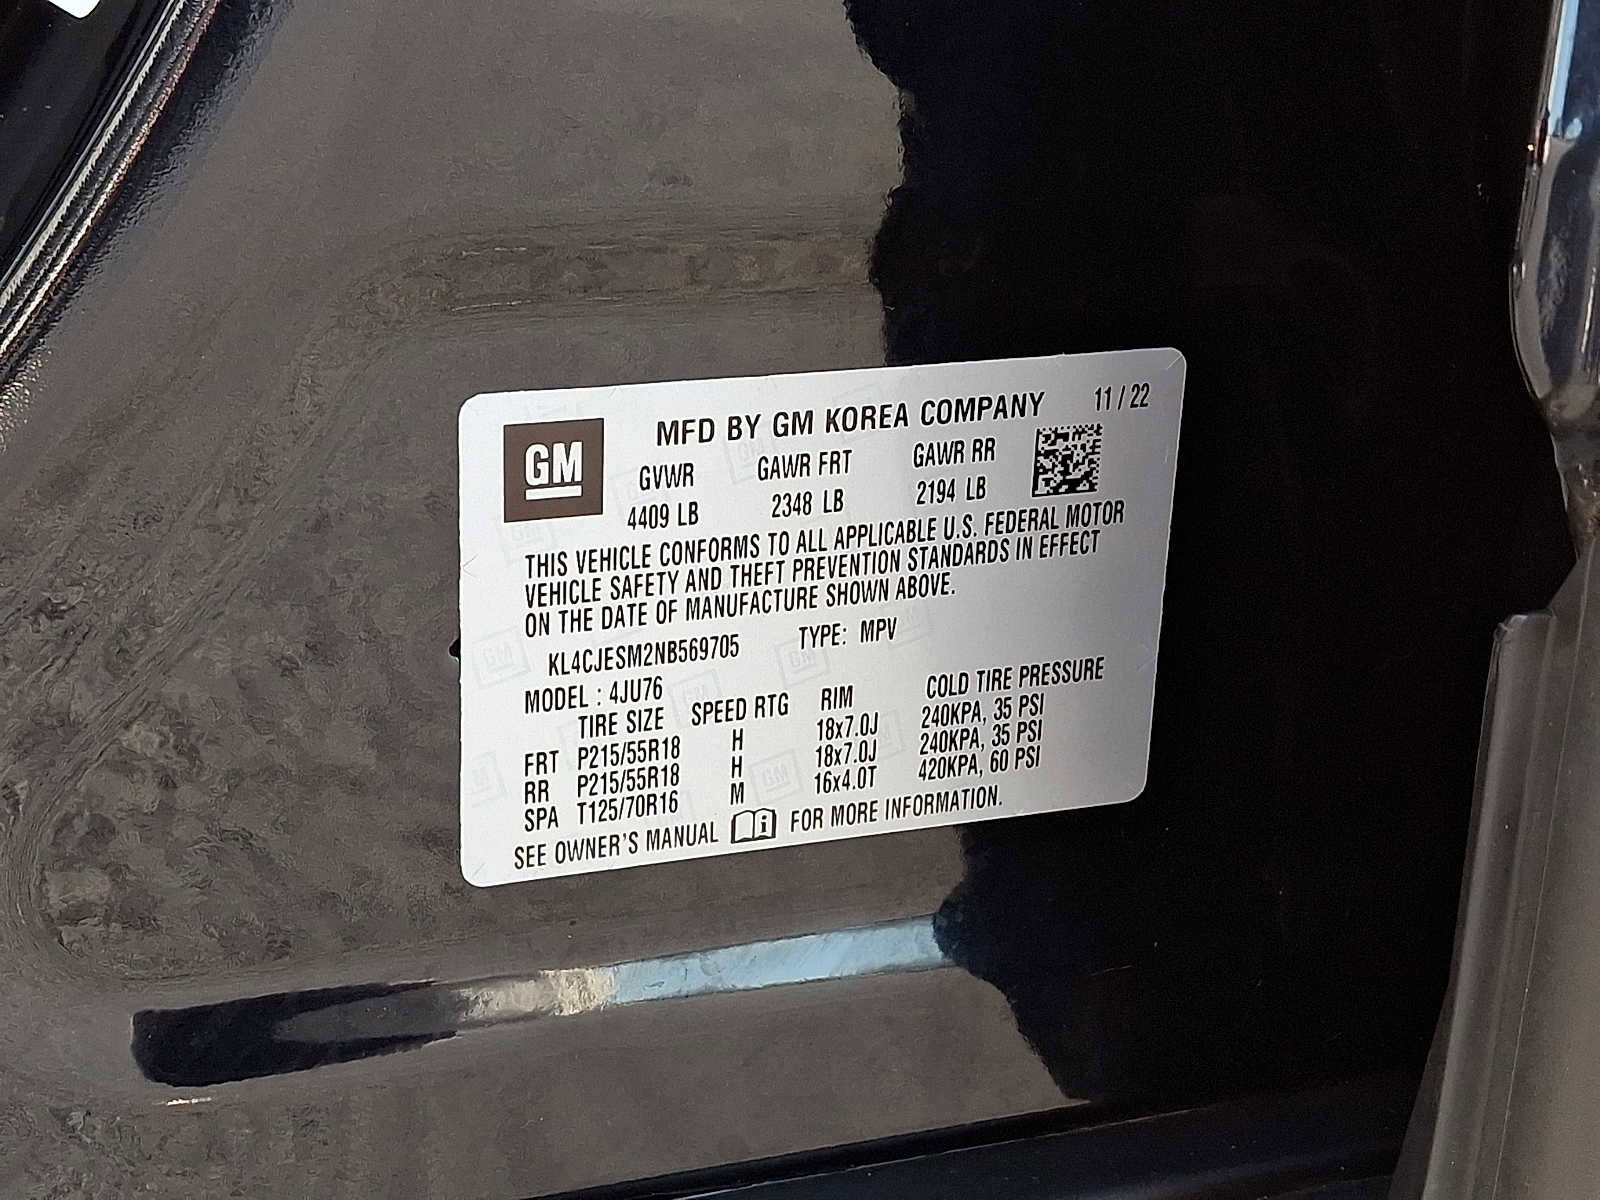 MFD BY GM KOREA COMPANY 11 / 22
GM
GVWR GAWR FRT GAWR RR
4409 LB 2348 LB 2194 LB
THIS VEHICLE CONFORMS TO ALL APPLICABLE U.S. FEDERAL MOTOR
VEHICLE SAFETY AND THEFT PREVENTION STANDARDS IN EFFECT
ON THE DATE OF MANUFACTURE SHOWN ABOVE.
KL4CJESM2NB569705 TYPE: MPV
MODEL : 4JU76
TIRE SIZE SPEED RTG RIM COLD TIRE PRESSURE
FRT P215/55R18 H 18x7.0J 240KPA, 35 PSI
RR P215/55R18 H 18x7.0J 240KPA, 35 PSI
SPA T125/70R16 M 16x4.0T 420KPA, 60 PSI
SEE OWNER'S MANUAL i FOR MORE INFORMATION.